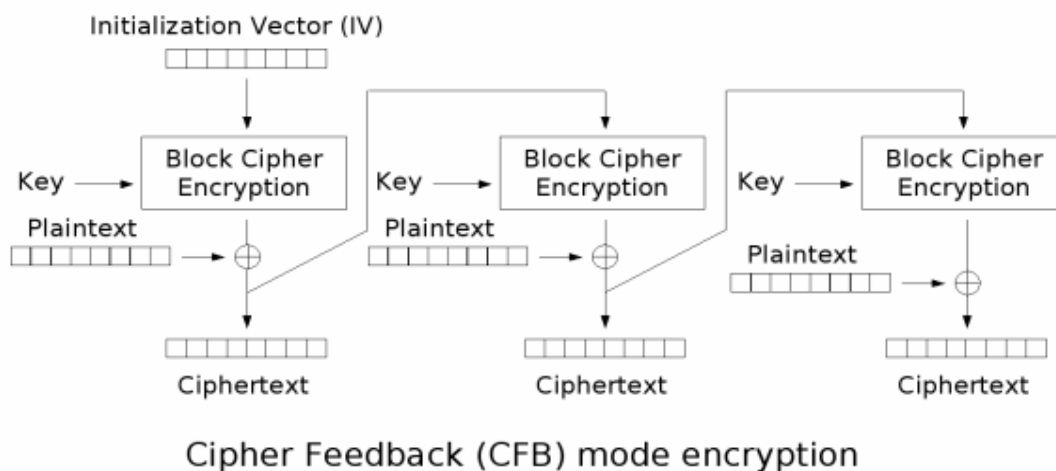 Initialization Vector (IV)
Block Cipher
Encryption
Block Cipher
Encryption
Block Cipher
Encryption
Key
Key
Key
Plaintext
Plaintext
Plaintext
Ciphertext
Ciphertext
Ciphertext
Cipher Feedback (CFB) mode encryption